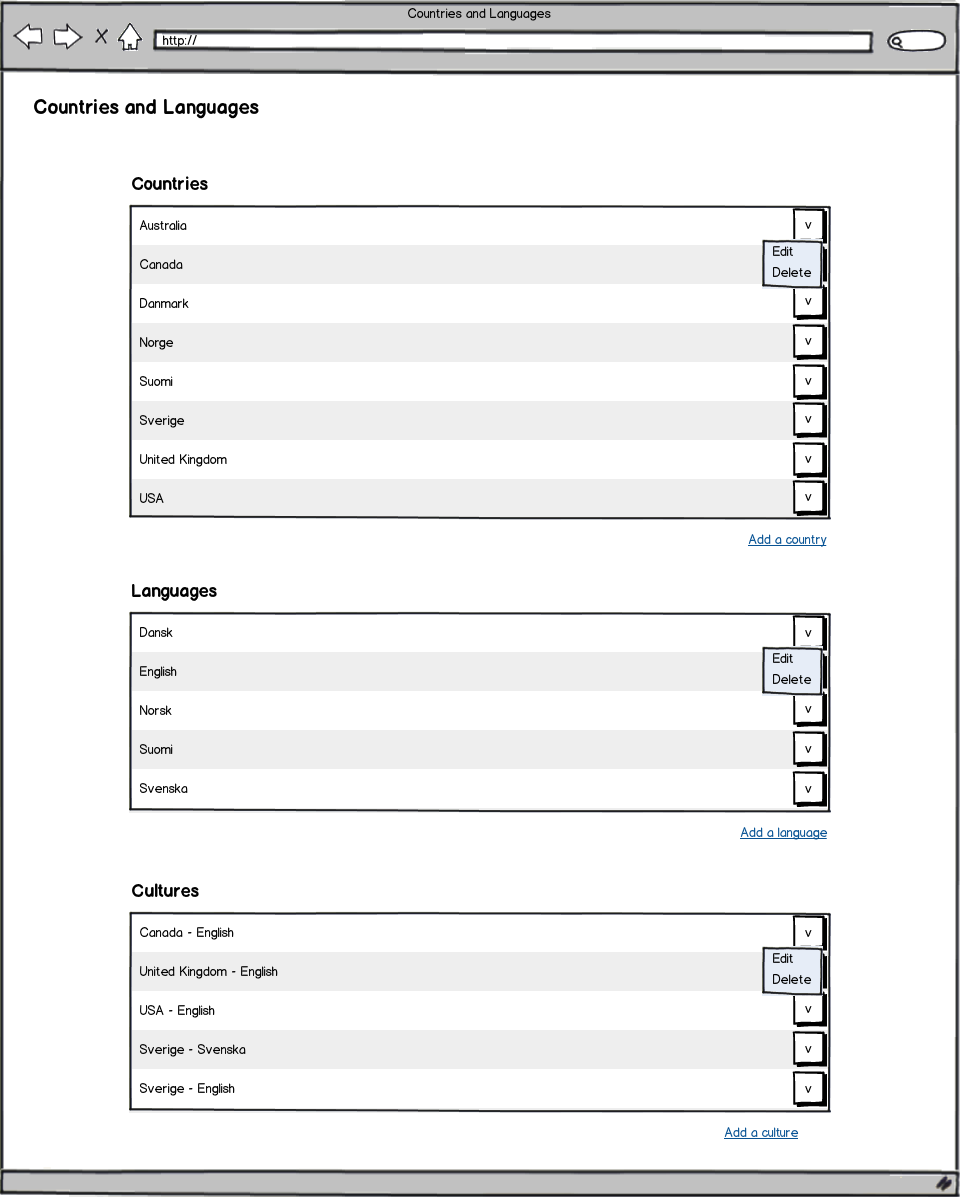 Countries and Languages
http://
Countries and Languages
Countries
Australia v
Edit
Canada
Delete
Danmark v
Norge v
Suomi v
Sverige v
United Kingdom v
USA v
Add a country
Languages
Dansk v
Edit
English
Delete
Norsk v
Suomi v
Svenska v
Add a language
Cultures
Canada - English v
Edit
United Kingdom - English
Delete
USA - English v
Sverige - Svenska v
Sverige - English v
Add a culture